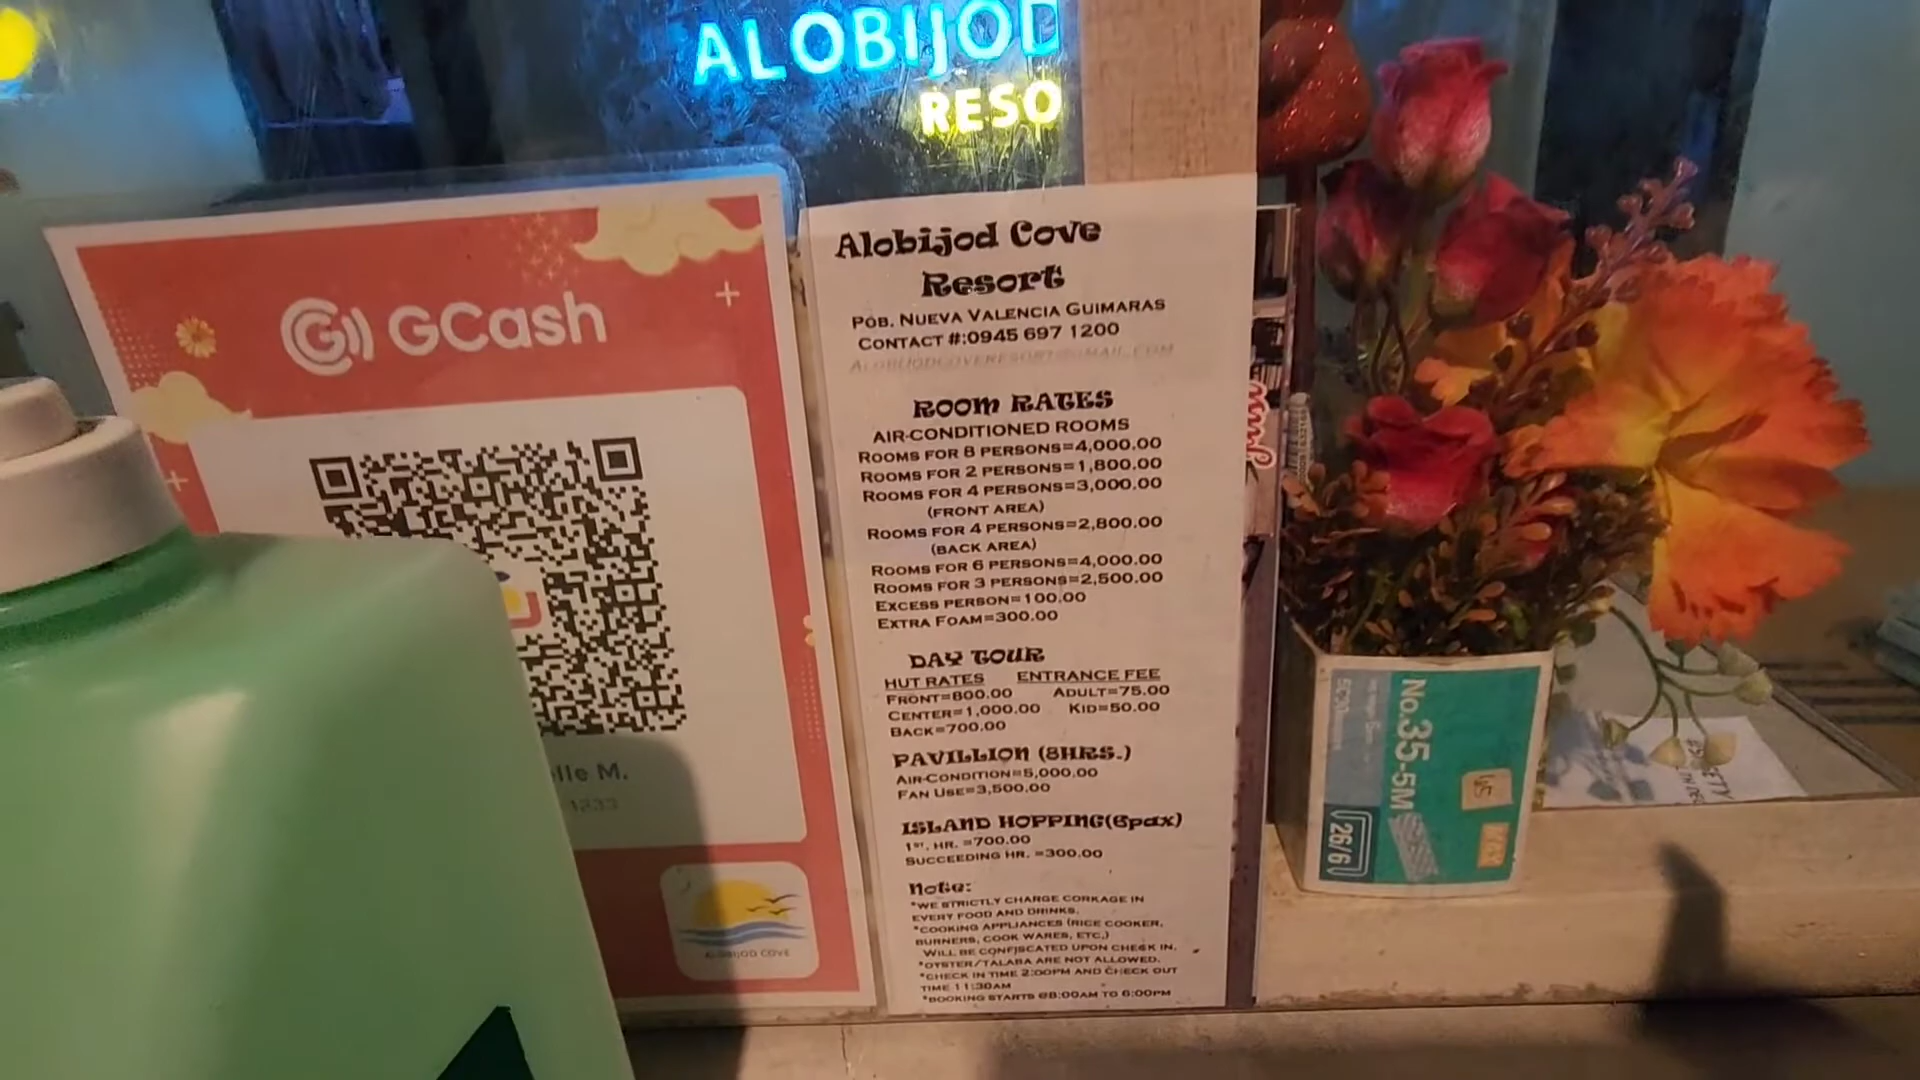 ALOBIJOD
RESO
GCash
lle M.
1233
ALOBIJOD COVE
Alobijod Cove
Resort
POB. NUEVA VALENCIA GUIMARAS
CONTACT #:0945 697 1200
ALOBIJODCOVERESORT@GMAIL.COM
ROOM RATES
AIR-CONDITIONED ROOMS
ROOMS FOR 8 PERSONS=4,000.00
ROOMS FOR 2 PERSONS=1,800.00
ROOMS FOR 4 PERSONS=3,000.00
(FRONT AREA)
ROOMS FOR 4 PERSONS=2,800.00
(BACK AREA)
ROOMS FOR 6 PERSONS=4,000.00
ROOMS FOR 3 PERSONS=2,500.00
EXCESS PERSON=100.00
EXTRA FOAM=300.00
DAY TOUR
HUT RATES ENTRANCE FEE
FRONT=800.00 ADULT=75.00
CENTER=1,000.00 KID=50.00
BACK=700.00
PAVILLION (8HRS.)
AIR-CONDITION=5,000.00
FAN USE=3,500.00
ISLAND HOPPING(6pax)
1ST. HR. =700.00
SUCCEEDING HR. =300.00
Note:
*WE STRICTLY CHARGE CORKAGE IN
EVERY FOOD AND DRINKS.
*COOKING APPLIANCES (RICE COOKER,
BURNERS, COOK WARES, ETC.)
WILL BE CONFISCATED UPON CHECK IN.
*OYSTER/TALABA ARE NOT ALLOWED.
*CHECK IN TIME 2:00PM AND CHECK OUT
TIME 11:30AM
*BOOKING STARTS @8:00AM TO 6:00PM
No.35-5M
26/6